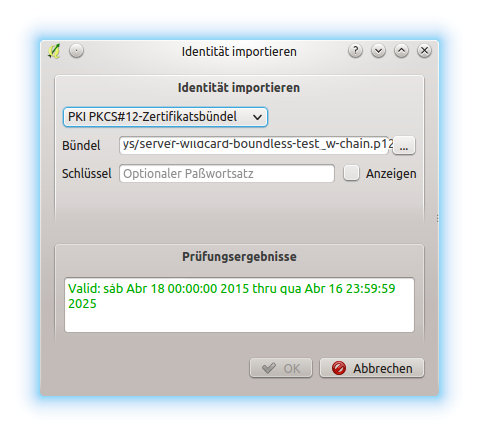 Identität importieren
Identität importieren
PKI PKCS#12-Zertifikatsbündel
Bündel ys/server-wildcard-boundless-test_w-chain.p12 ...
Schlüssel Optionaler Paßwortsatz Anzeigen
Prüfungsergebnisse
Valid: sáb Abr 18 00:00:00 2015 thru qua Abr 16 23:59:59
2025
OK Abbrechen